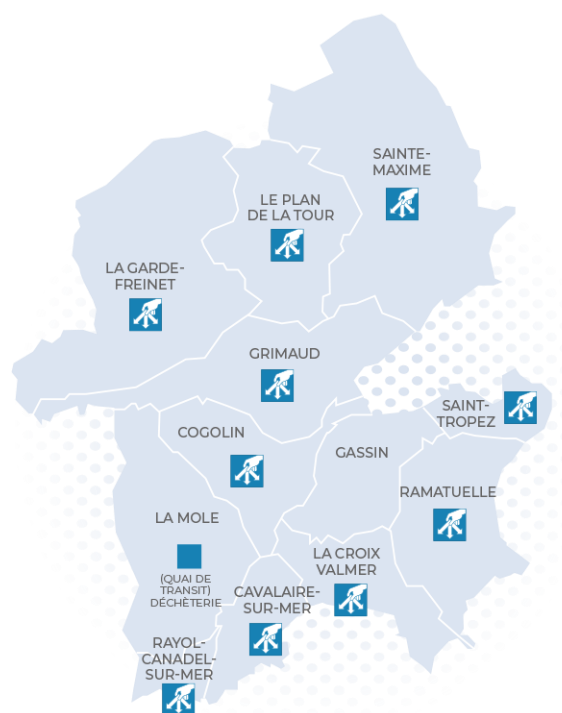 SAINTE-
MAXIME
LE PLAN
DE LA TOUR
LA GARDE-
FREINET
GRIMAUD
SAINT-
TROPEZ
COGOLIN
GASSIN
RAMATUELLE
LA MOLE
(QUAI DE
TRANSIT)
DÉCHÈTERIE
LA CROIX
VALMER
CAVALAIRE-
SUR-MER
RAYOL-
CANADEL-
SUR-MER